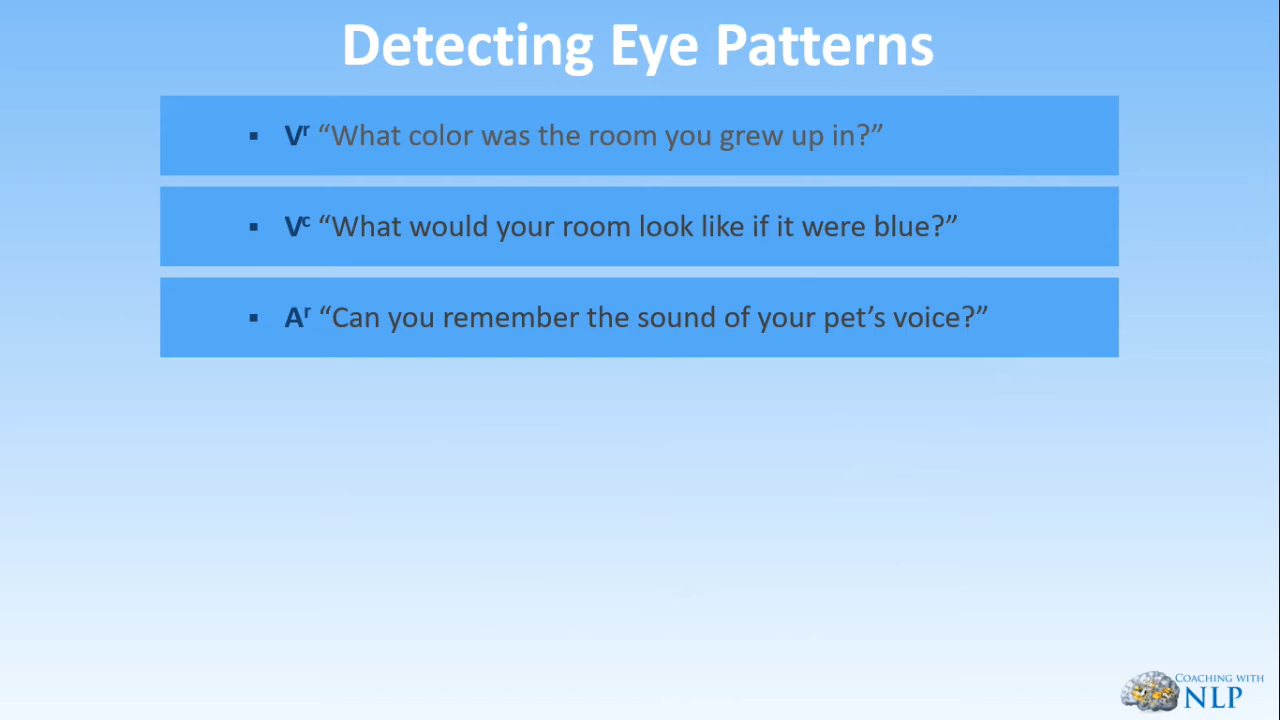 Detecting Eye Patterns
▪ Vʳ “What color was the room you grew up in?”
▪ Vᶜ “What would your room look like if it were blue?”
▪ Aʳ “Can you remember the sound of your pet’s voice?”
COACHING WITH
NLP